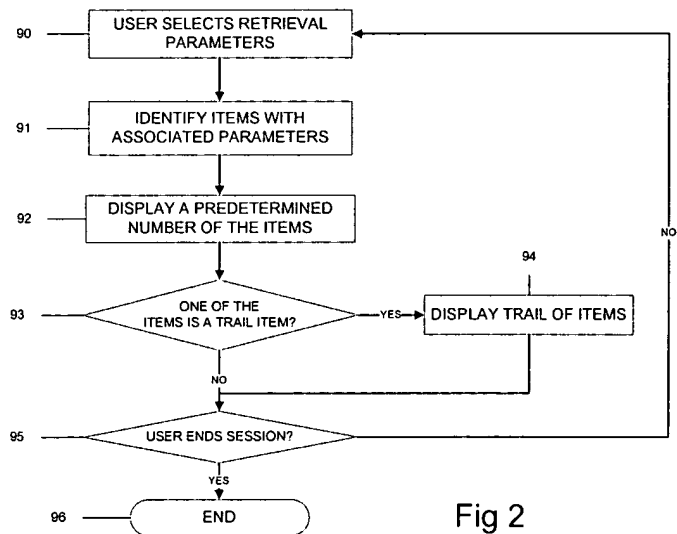 90
USER SELECTS RETRIEVAL
PARAMETERS
91
IDENTIFY ITEMS WITH
ASSOCIATED PARAMETERS
92
DISPLAY A PREDETERMINED
NUMBER OF THE ITEMS
NO
94
93
ONE OF THE
ITEMS IS A TRAIL ITEM?
YES
DISPLAY TRAIL OF ITEMS
NO
95
USER ENDS SESSION?
YES
96
END
Fig 2